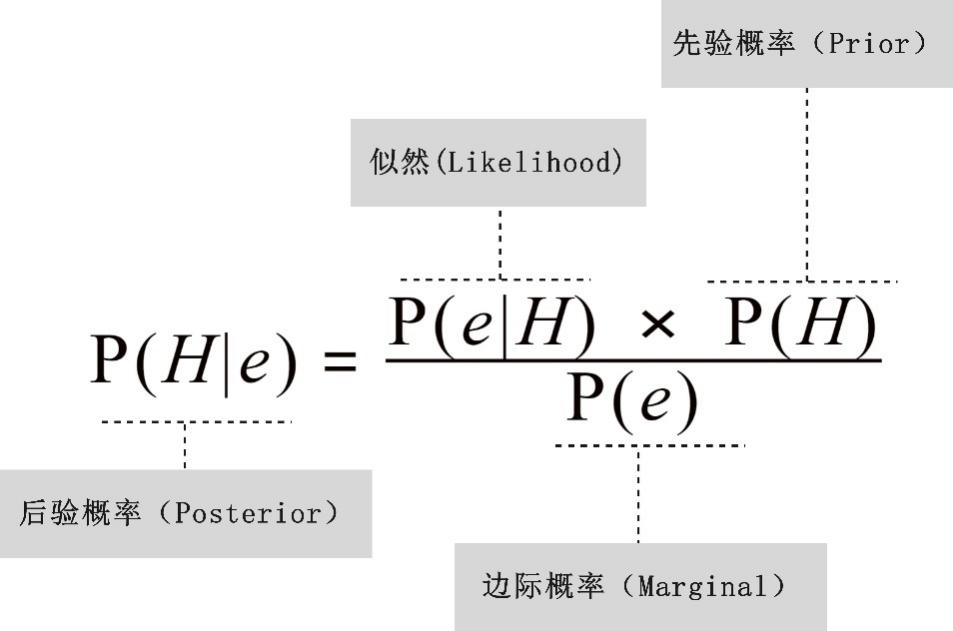 先验概率（Prior）
似然(Likelihood)
P(e|H) × P(H)
P(H|e) =
P(e)
后验概率（Posterior）
边际概率（Marginal）